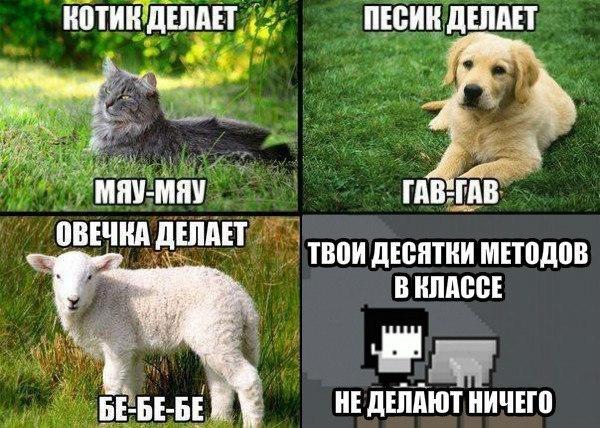 КОТИК ДЕЛАЕТ
МЯУ-МЯУ
ПЕСИК ДЕЛАЕТ
ГАВ-ГАВ
ОВЕЧКА ДЕЛАЕТ
БЕ-БЕ-БЕ
ТВОИ ДЕСЯТКИ МЕТОДОВ
В КЛАССЕ
НЕ ДЕЛАЮТ НИЧЕГО